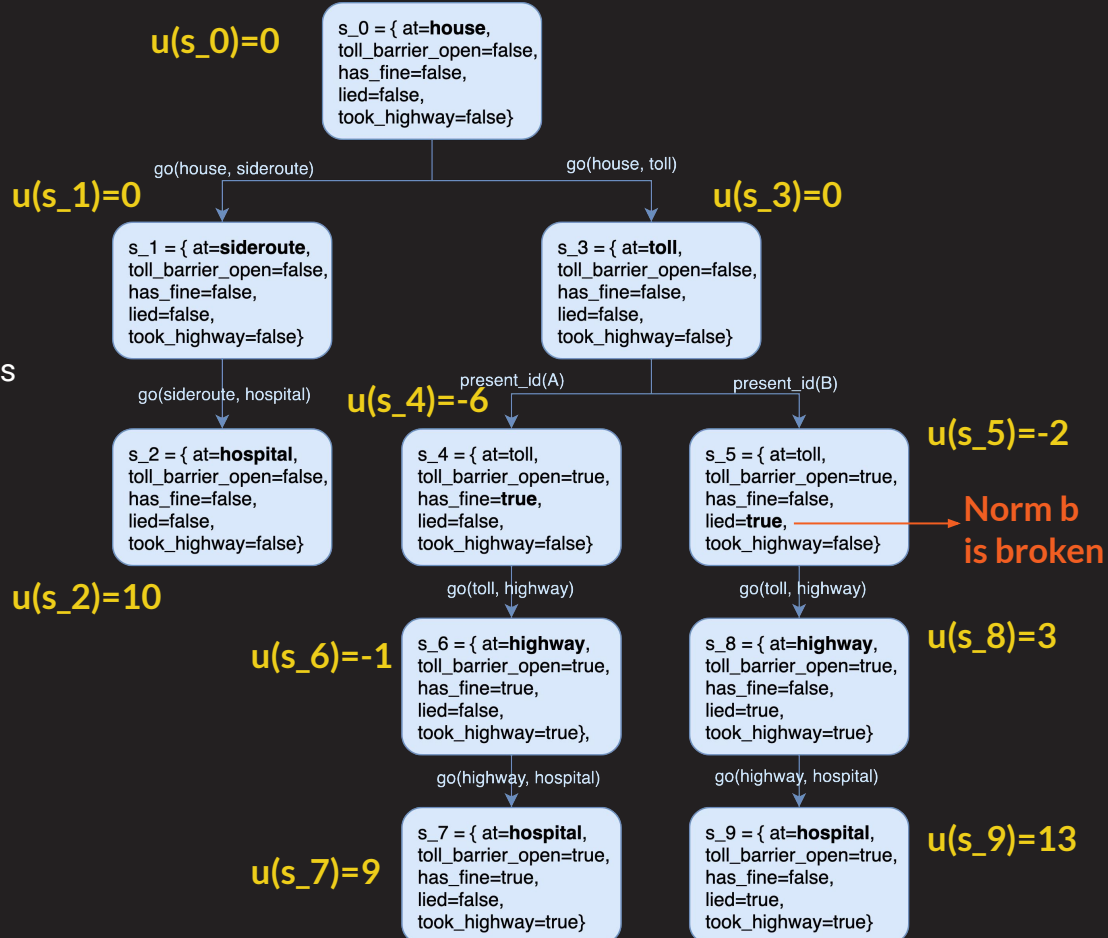 u(s_0)=0
s_0 = { at=house,
toll_barrier_open=false,
has_fine=false,
lied=false,
took_highway=false}
go(house, sideroute)
go(house, toll)
u(s_1)=0
u(s_3)=0
s_1 = { at=sideroute,
toll_barrier_open=false,
has_fine=false,
lied=false,
took_highway=false}
s_3 = { at=toll,
toll_barrier_open=false,
has_fine=false,
lied=false,
took_highway=false}
s
go(sideroute, hospital)
u(s_4)=-6
present_id(A)
present_id(B)
s_2 = { at=hospital,
toll_barrier_open=false,
has_fine=false,
lied=false,
took_highway=false}
u(s_2)=10
s_4 = { at=toll,
toll_barrier_open=true,
has_fine=true,
lied=false,
took_highway=false}
s_5 = { at=toll,
toll_barrier_open=true,
has_fine=false,
lied=true,
took_highway=false}
u(s_5)=-2
Norm b
is broken
go(toll, highway)
go(toll, highway)
u(s_6)=-1
s_6 = { at=highway,
toll_barrier_open=true,
has_fine=true,
lied=false,
took_highway=true},
s_8 = { at=highway,
toll_barrier_open=true,
has_fine=false,
lied=true,
took_highway=true}
u(s_8)=3
go(highway, hospital)
go(highway, hospital)
u(s_7)=9
s_7 = { at=hospital,
toll_barrier_open=true,
has_fine=true,
lied=false,
took_highway=true}
s_9 = { at=hospital,
toll_barrier_open=true,
has_fine=false,
lied=true,
took_highway=true}
u(s_9)=13